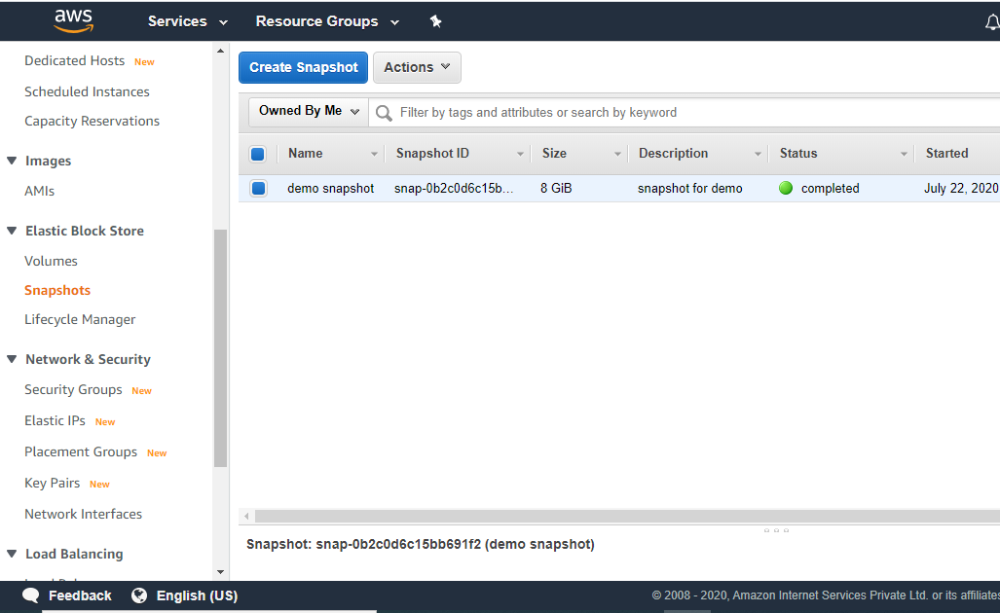 aws Services Resource Groups
Dedicated Hosts New
Scheduled Instances
Capacity Reservations
Images
AMIs
Elastic Block Store
Volumes
Snapshots
Lifecycle Manager
Network & Security
Security Groups New
Elastic IPs New
Placement Groups New
Key Pairs New
Network Interfaces
Load Balancing
Create Snapshot Actions
Owned By Me Filter by tags and attributes or search by keyword
Name Snapshot ID Size Description Status Started
demo snapshot snap-0b2c0d6c15b... 8 GiB snapshot for demo completed July 22, 2020
Snapshot: snap-0b2c0d6c15bb691f2 (demo snapshot)
Feedback English (US) © 2008 - 2020, Amazon Internet Services Private Ltd. or its affiliates